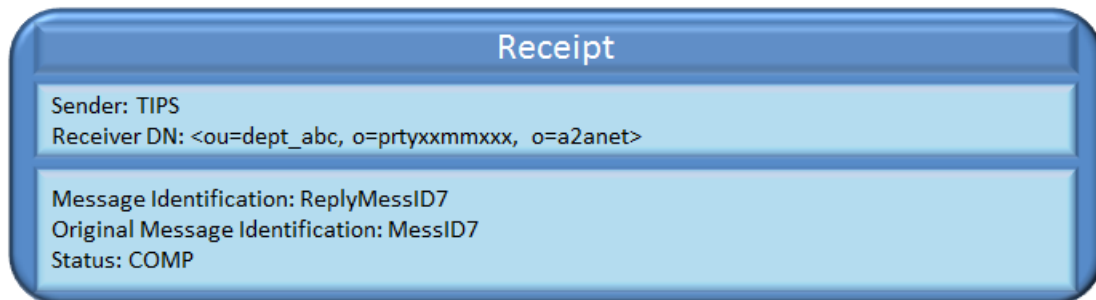 Receipt
Sender: TIPS
Receiver DN: <ou=dept_abc, o=prtyxxmmxxx, o=a2anet>
Message Identification: ReplyMessID7
Original Message Identification: MessID7
Status: COMP